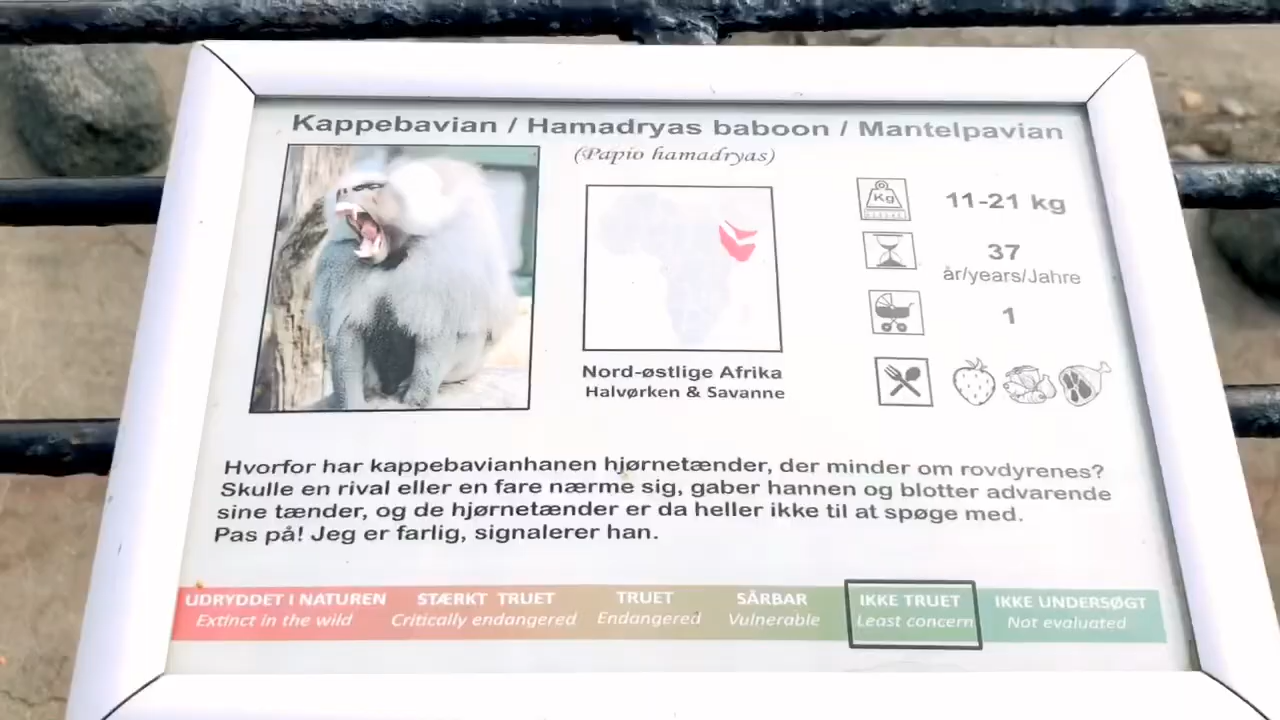 Kappebavian / Hamadryas baboon / Mantelpavian
(Papio hamadryas)
Kg
11-21 kg
37
år/years/Jahre
1
Nord-østlige Afrika
Halvørken & Savanne
Hvorfor har kappebavianhanen hjørnetænder, der minder om rovdyrenes?
Skulle en rival eller en fare nærme sig, gaber hannen og blotter advarende
sine tænder, og de hjørnetænder er da heller ikke til at spøge med.
Pas på! Jeg er farlig, signalerer han.
UDRYDDET I NATUREN STÆRKT TRUET TRUET SÅRBAR IKKE TRUET IKKE UNDERSØGT
Extinct in the wild Critically endangered Endangered Vulnerable Least concern Not evaluated